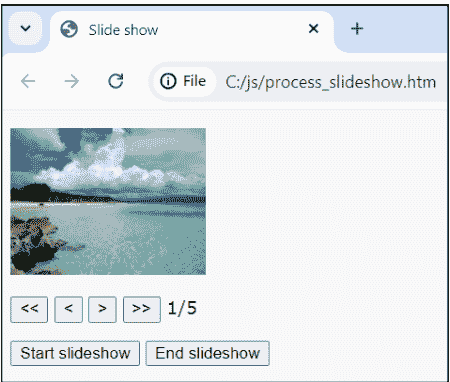 Slide show
File C:/js/process_slideshow.htm
<< < > >> 1/5
Start slideshow End slideshow